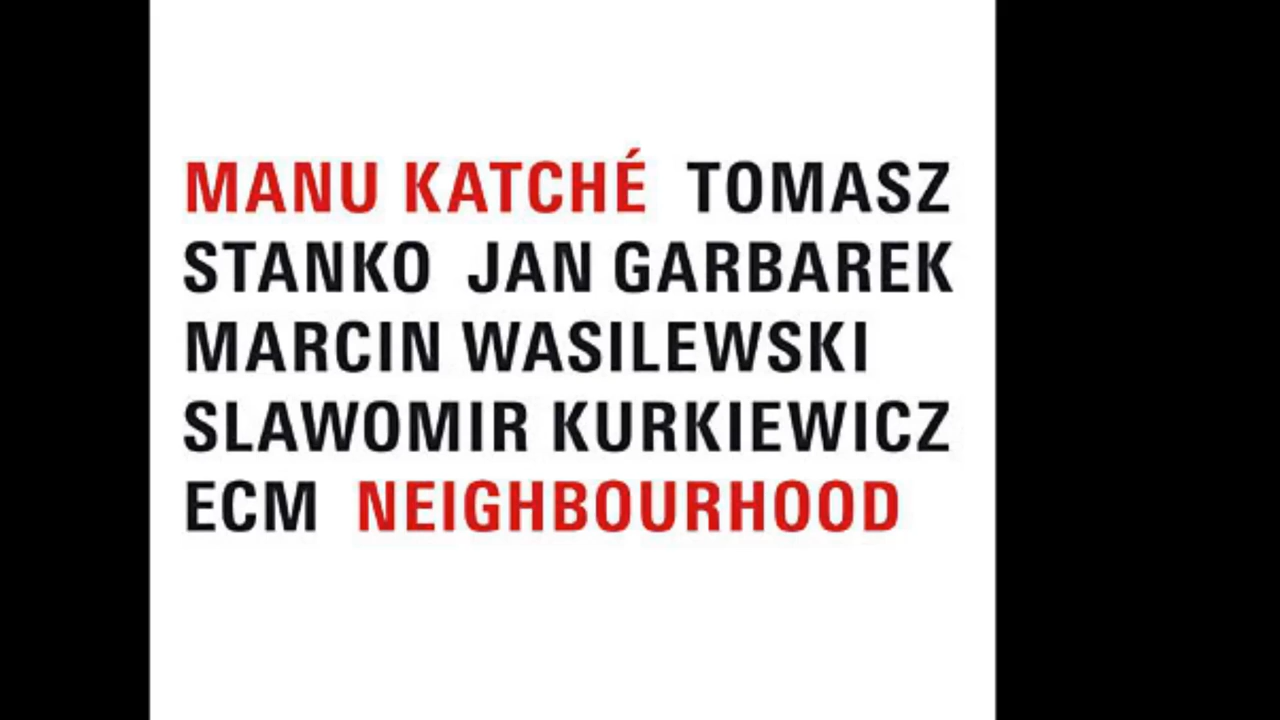 MANU KATCHÉ TOMASZ
STANKO JAN GARBAREK
MARCIN WASILEWSKI
SLAWOMIR KURKIEWICZ
ECM NEIGHBOURHOOD